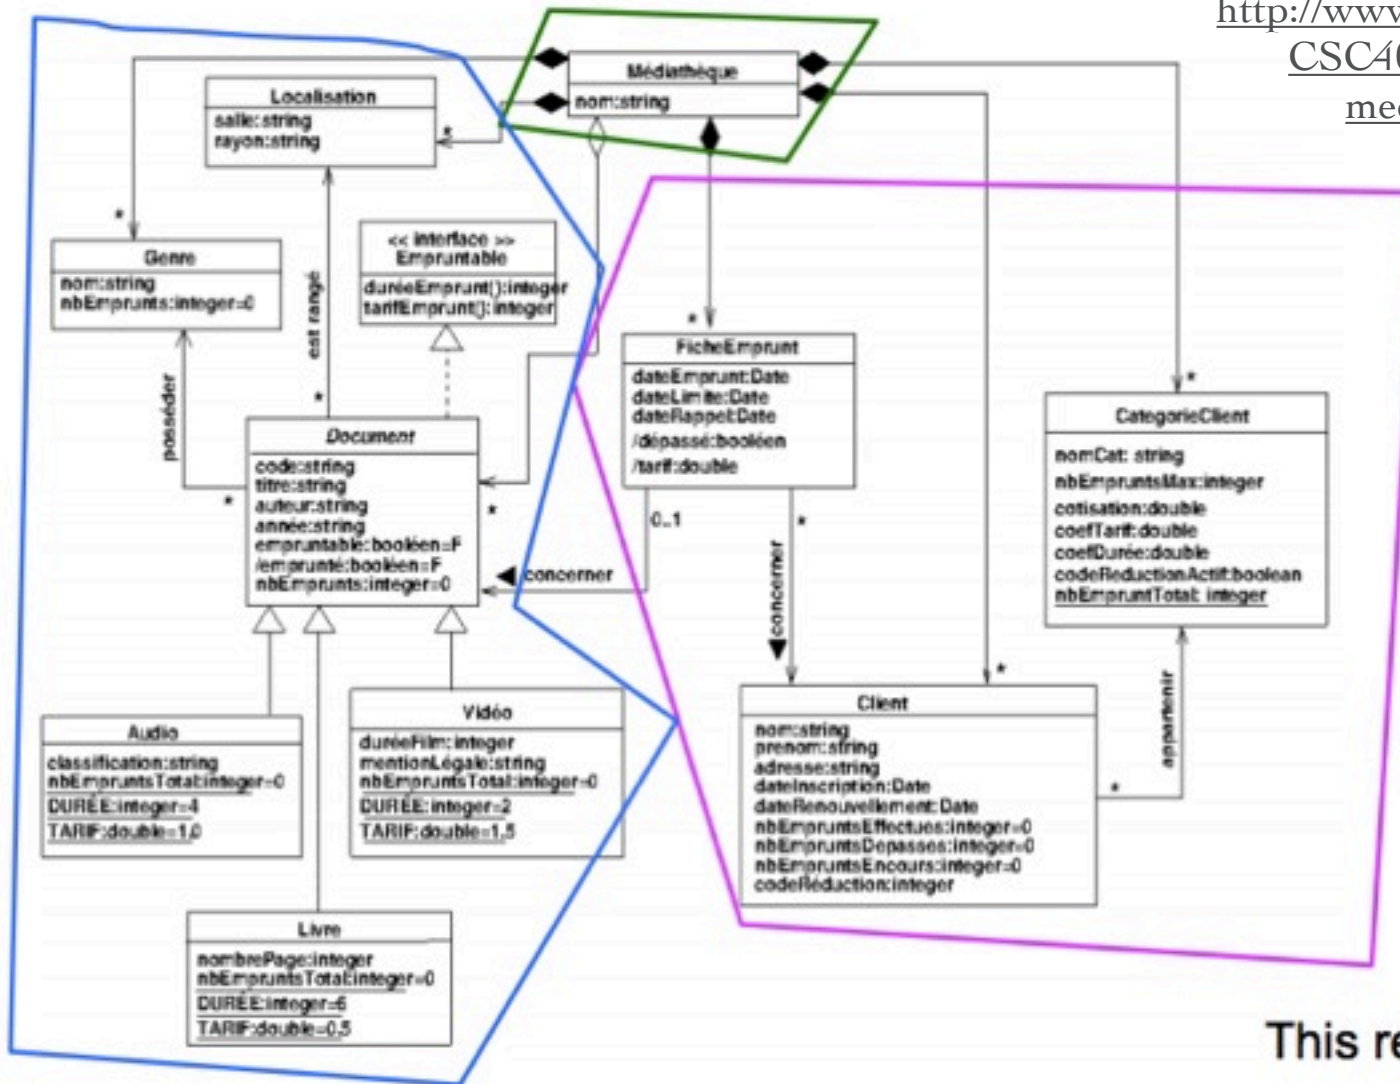 http://www
CSC40
med
Médiathèque
nom:string
Localisation
salle:string
rayon:string
*
*
Genre
nom:string
nbEmprunts:integer=0
<< interface >>
Empruntable
duréeEmprunt():integer
tarifEmprunt():integer
est rangé
*
posséder
*
Document
code:string
titre:string
auteur:string
année:string
empruntable:booléen=F
/emprunté:booléen=F
nbEmprunts:integer=0
*
concerner
0..1
*
FicheEmprunt
dateEmprunt:Date
dateLimite:Date
dateRappel:Date
/dépassé:booléen
/tarif:double
*
concerner
*
CategorieClient
nomCat: string
nbEmpruntsMax:integer
cotisation:double
coefTarif:double
coefDurée:double
codeReductionActif:boolean
nbEmpruntTotal: integer
*
Client
nom:string
prenom:string
adresse:string
dateInscription:Date
dateRenouvellement:Date
nbEmpruntsEffectues:integer=0
nbEmpruntsDepasses:integer=0
nbEmpruntsEncours:integer=0
codeRéduction:integer
*
appartenir
Audio
classification:string
nbEmpruntsTotal:integer=0
DURÉE:integer=4
TARIF:double=1,0
Vidéo
duréeFilm: integer
mentionLégale:string
nbEmpruntsTotal:integer=0
DURÉE:integer=2
TARIF:double=1,5
Livre
nombrePage:integer
nbEmpruntsTotal:integer=0
DURÉE:integer=6
TARIF:double=0,5
This re